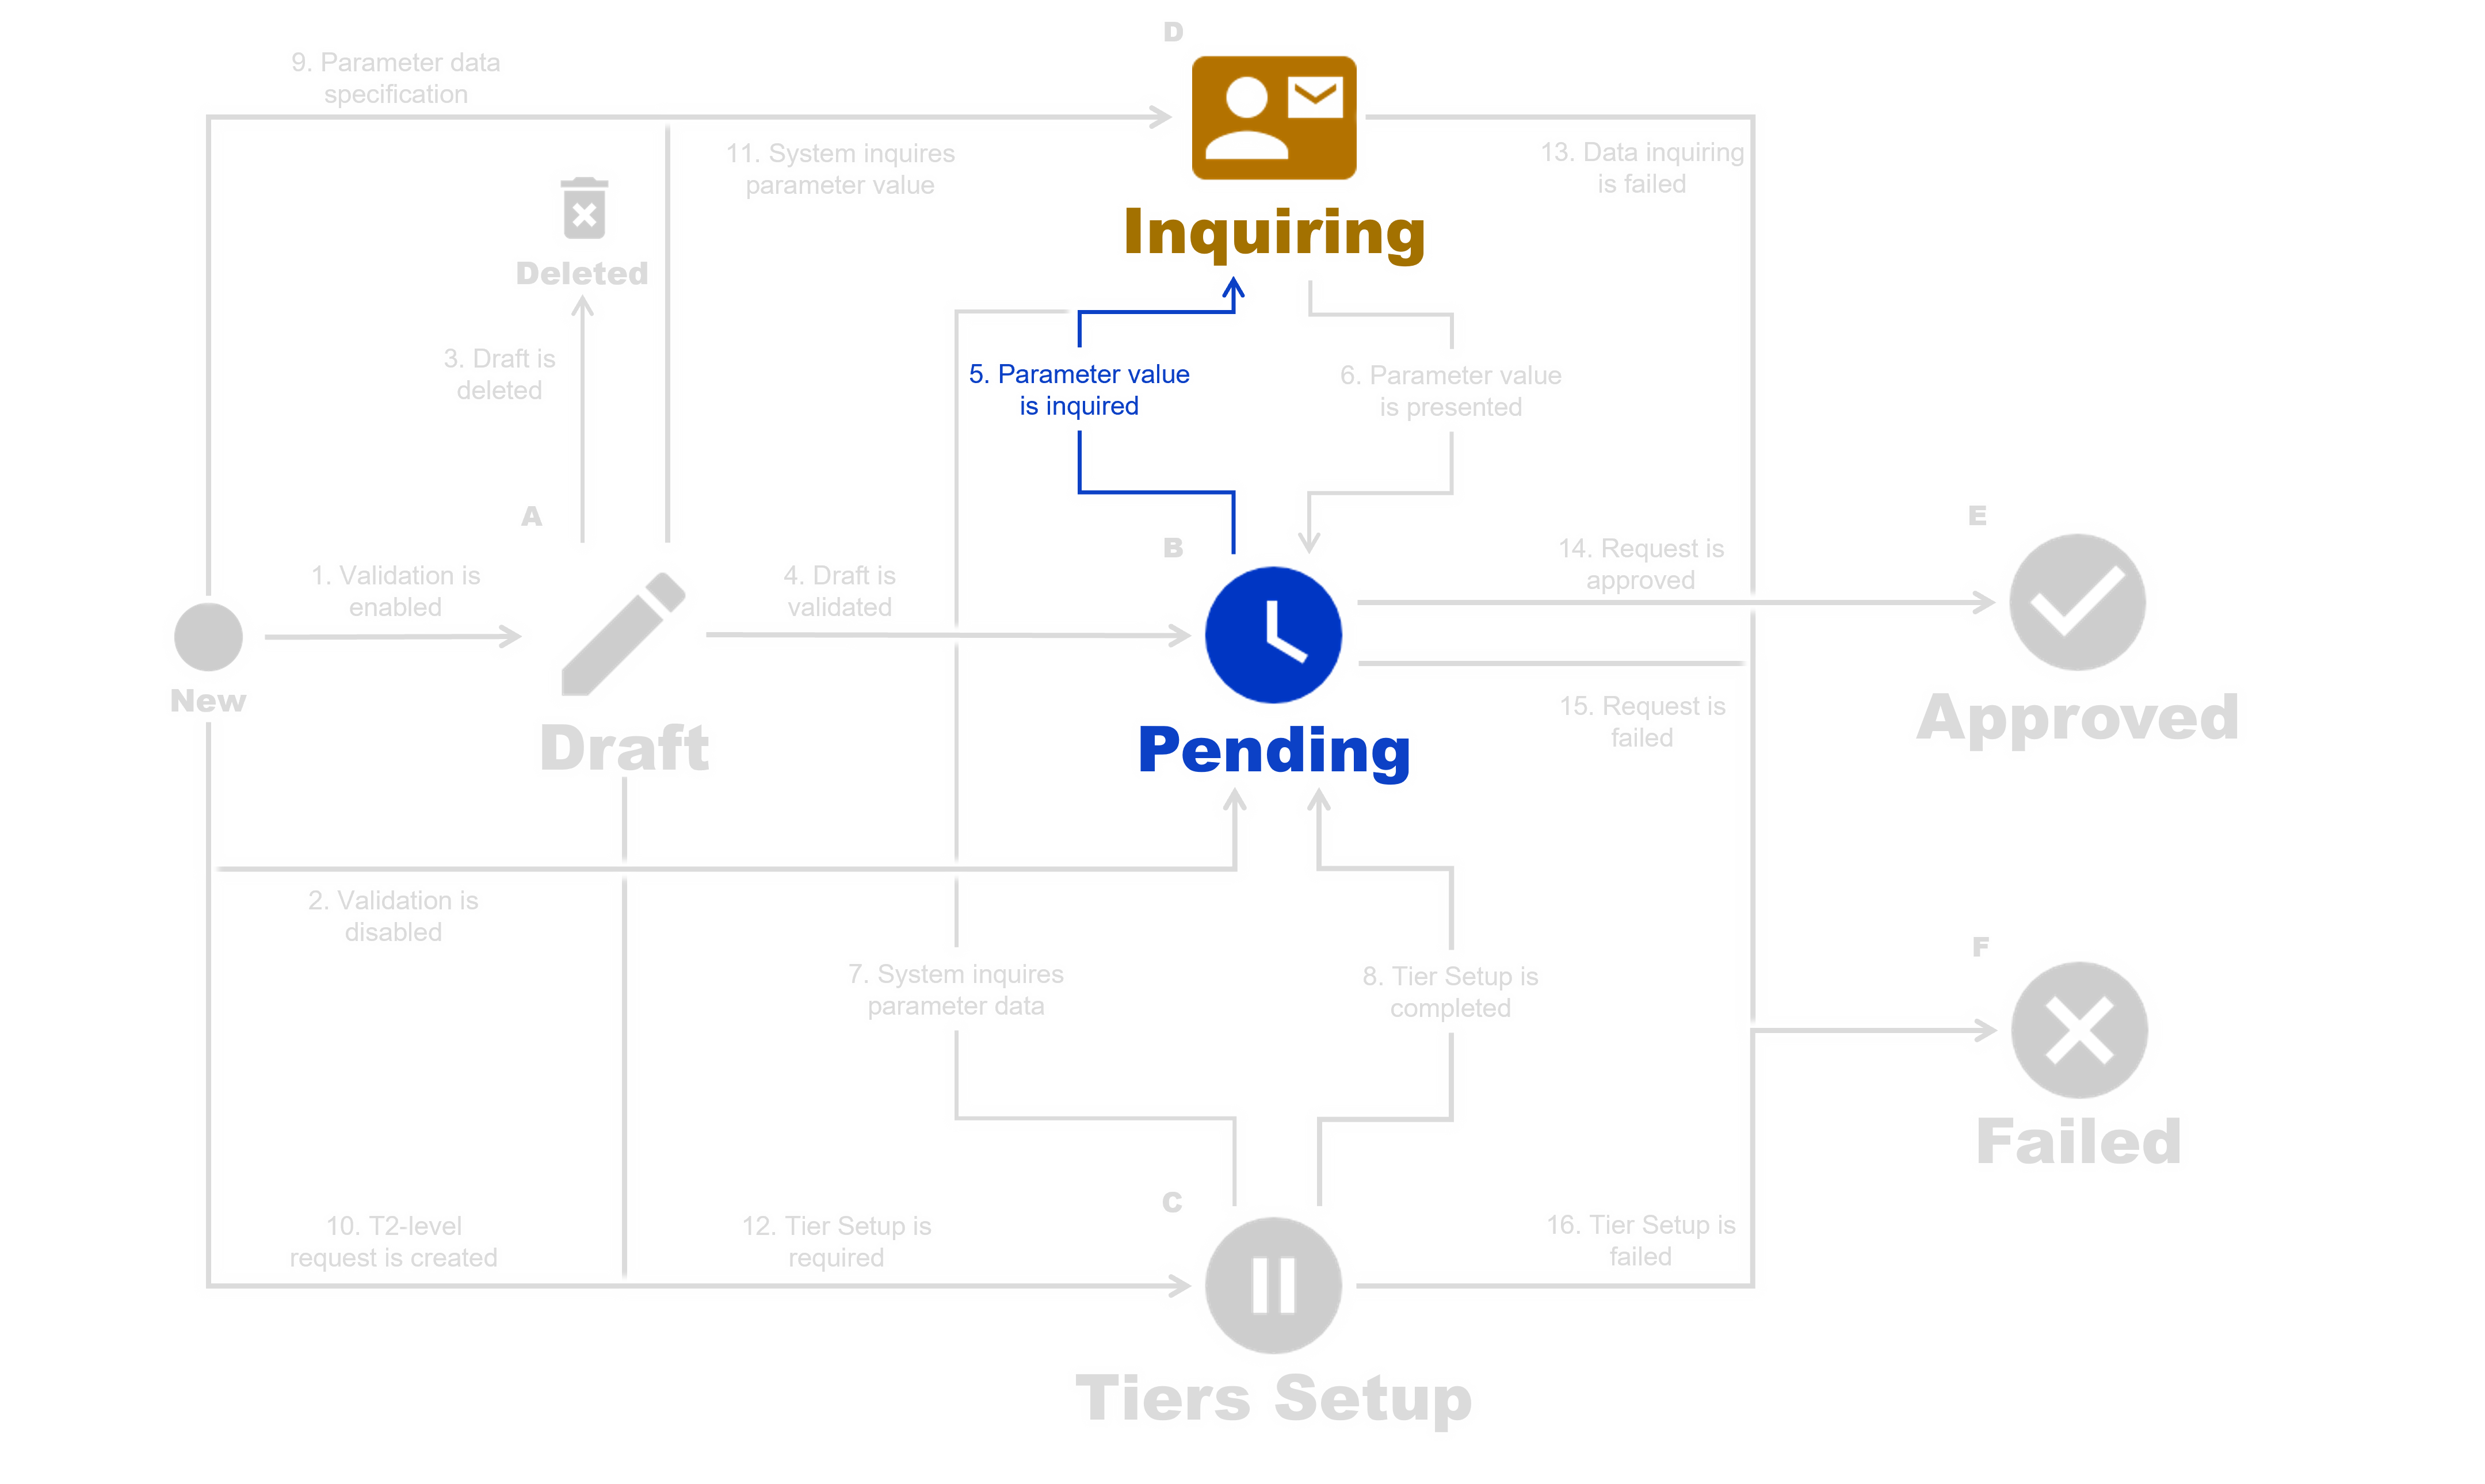 D
9. Parameter data
specification
11. System inquires
parameter value
13. Data inquiring
is failed
Inquiring
Deleted
3. Draft is
deleted
5. Parameter value
is inquired
6. Parameter value
is presented
A
B
E
1. Validation is
enabled
4. Draft is
validated
14. Request is
approved
New
Draft
Pending
15. Request is
failed
Approved
2. Validation is
disabled
7. System inquires
parameter data
8. Tier Setup is
completed
F
Failed
C
10. T2-level
request is created
12. Tier Setup is
required
16. Tier Setup is
failed
Tiers Setup